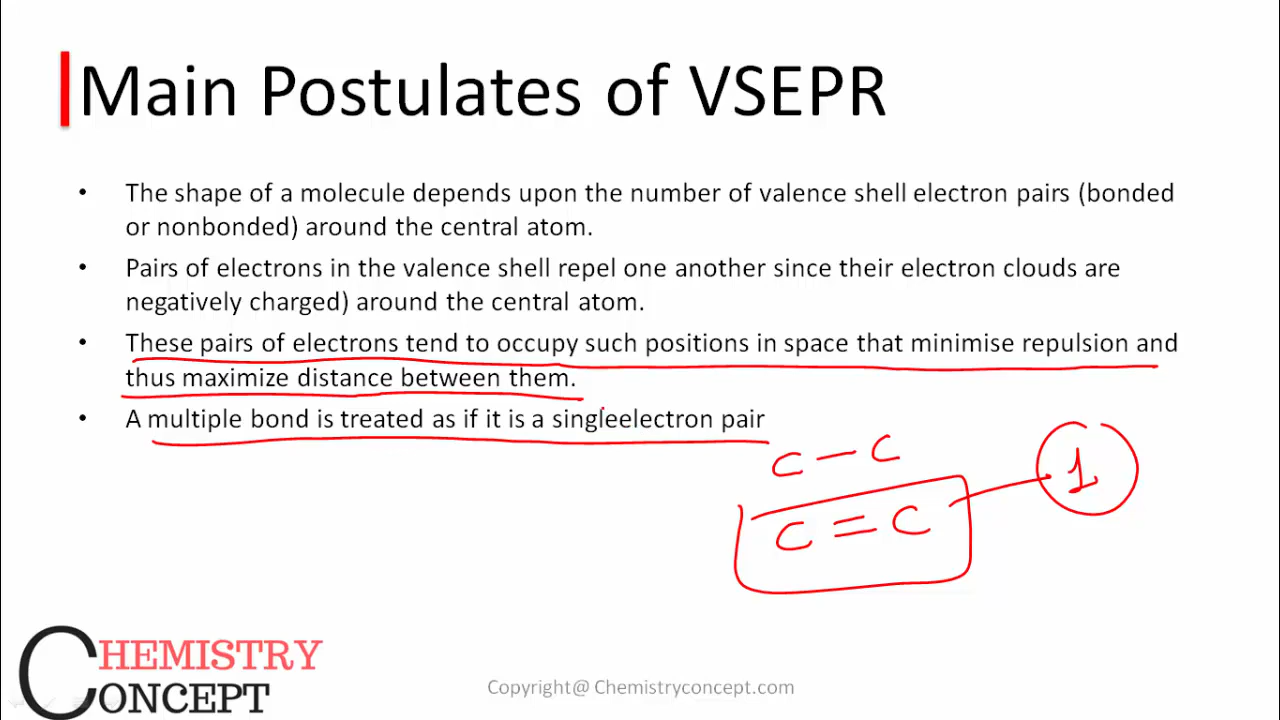 Main Postulates of VSEPR
• The shape of a molecule depends upon the number of valence shell electron pairs (bonded
or nonbonded) around the central atom.
• Pairs of electrons in the valence shell repel one another since their electron clouds are
negatively charged) around the central atom.
• These pairs of electrons tend to occupy such positions in space that minimise repulsion and
thus maximize distance between them.
• A multiple bond is treated as if it is a singleelectron pair
C – C
C = C
1
CHEMISTRY
CONCEPT
Copyright@ Chemistryconcept.com